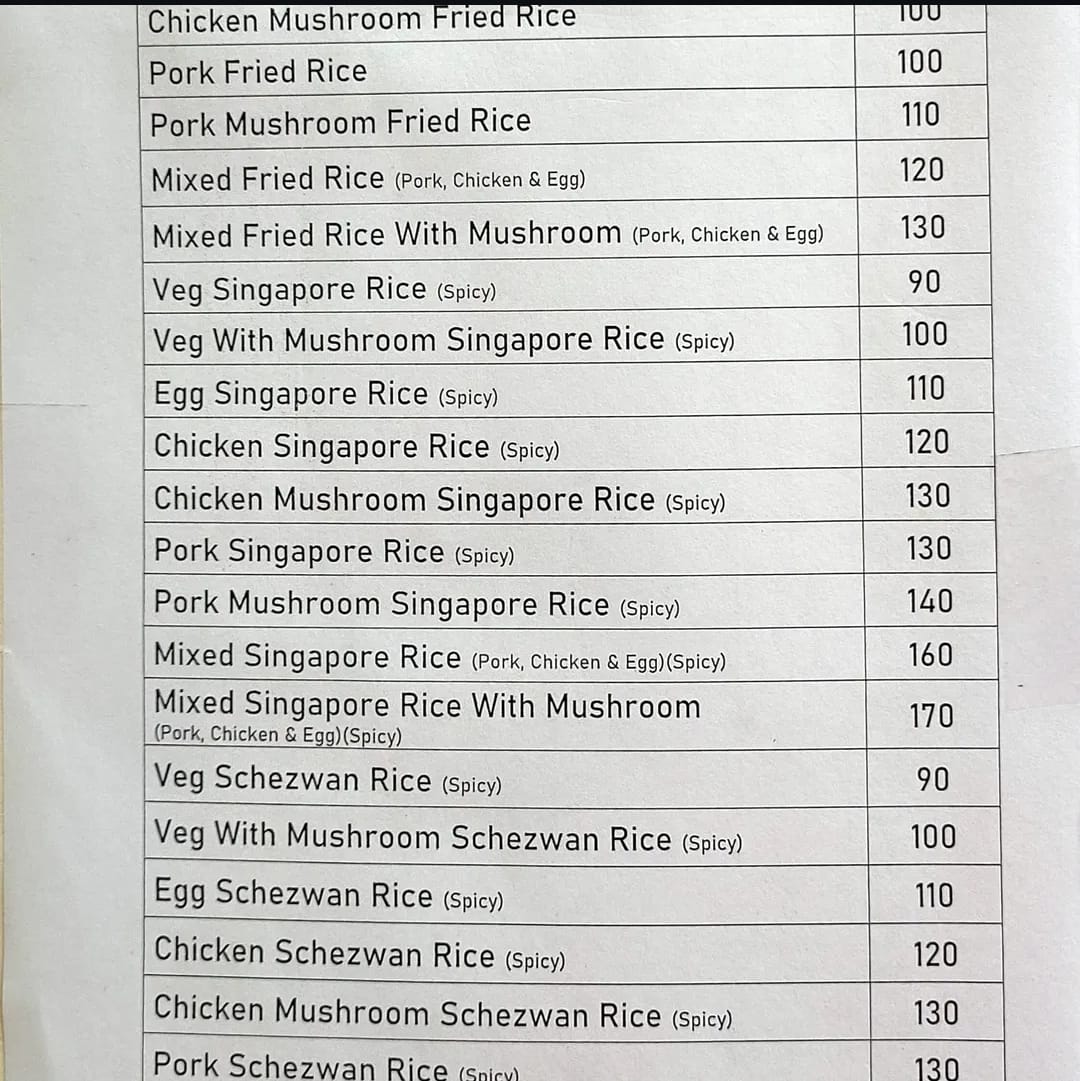 Chicken Mushroom Fried Rice 100
Pork Fried Rice 100
Pork Mushroom Fried Rice 110
Mixed Fried Rice (Pork, Chicken & Egg) 120
Mixed Fried Rice With Mushroom (Pork, Chicken & Egg) 130
Veg Singapore Rice (Spicy) 90
Veg With Mushroom Singapore Rice (Spicy) 100
Egg Singapore Rice (Spicy) 110
Chicken Singapore Rice (Spicy) 120
Chicken Mushroom Singapore Rice (Spicy) 130
Pork Singapore Rice (Spicy) 130
Pork Mushroom Singapore Rice (Spicy) 140
Mixed Singapore Rice (Pork, Chicken & Egg)(Spicy) 160
Mixed Singapore Rice With Mushroom 170
(Pork, Chicken & Egg)(Spicy)
Veg Schezwan Rice (Spicy) 90
Veg With Mushroom Schezwan Rice (Spicy) 100
Egg Schezwan Rice (Spicy) 110
Chicken Schezwan Rice (Spicy) 120
Chicken Mushroom Schezwan Rice (Spicy) 130
Pork Schezwan Rice (Spicy) 130